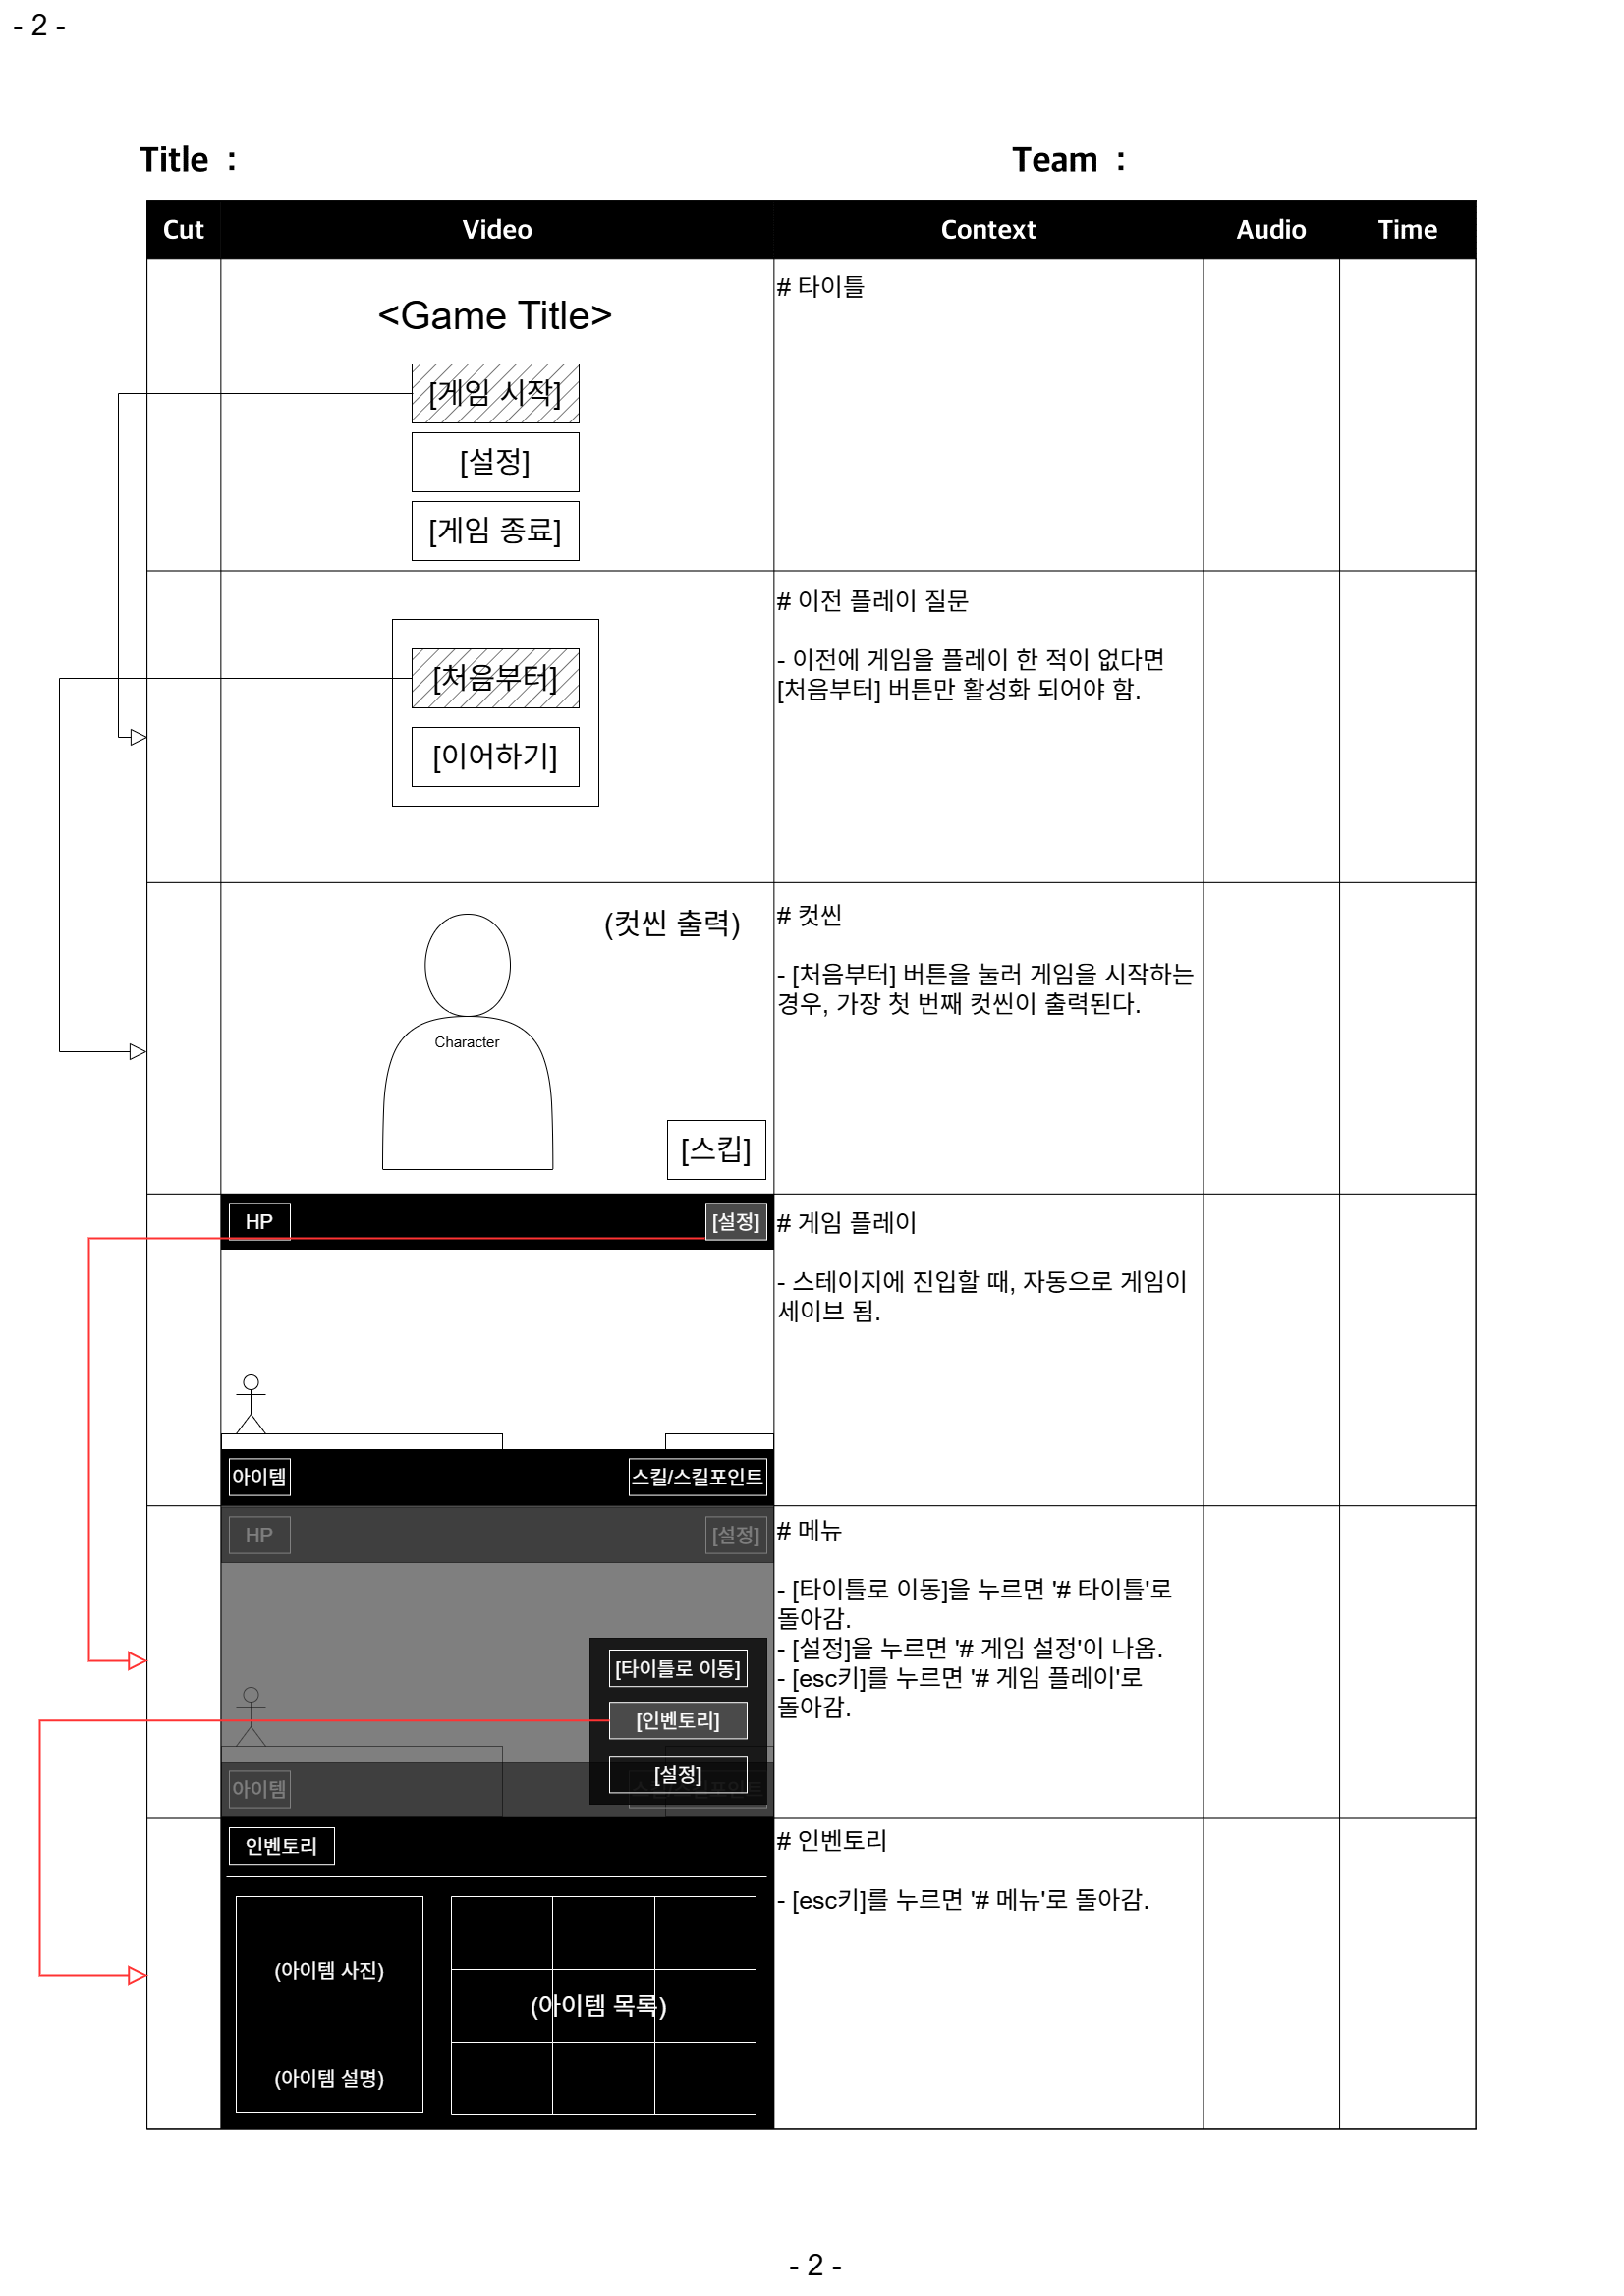 - 2 -
Title :
Team :
Cut
Video
Context
Audio
Time
<Game Title>
[게임 시작]
[설정]
[게임 종료]
# 타이틀
[처음부터]
[이어하기]
# 이전 플레이 질문
- 이전에 게임을 플레이 한 적이 없다면
[처음부터] 버튼만 활성화 되어야 함.
(컷씬 출력)
Character
[스킵]
# 컷씬
- [처음부터] 버튼을 눌러 게임을 시작하는
경우, 가장 첫 번째 컷씬이 출력된다.
HP
[설정]
아이템
스킬/스킬포인트
# 게임 플레이
- 스테이지에 진입할 때, 자동으로 게임이
세이브 됨.
HP
[설정]
[타이틀로 이동]
[인벤토리]
[설정]
아이템
스킬/스킬포인트
# 메뉴
- [타이틀로 이동]을 누르면 '# 타이틀'로
돌아감.
- [설정]을 누르면 '# 게임 설정'이 나옴.
- [esc키]를 누르면 '# 게임 플레이'로
돌아감.
인벤토리
(아이템 사진)
(아이템 설명)
(아이템 목록)
# 인벤토리
- [esc키]를 누르면 '# 메뉴'로 돌아감.
- 2 -